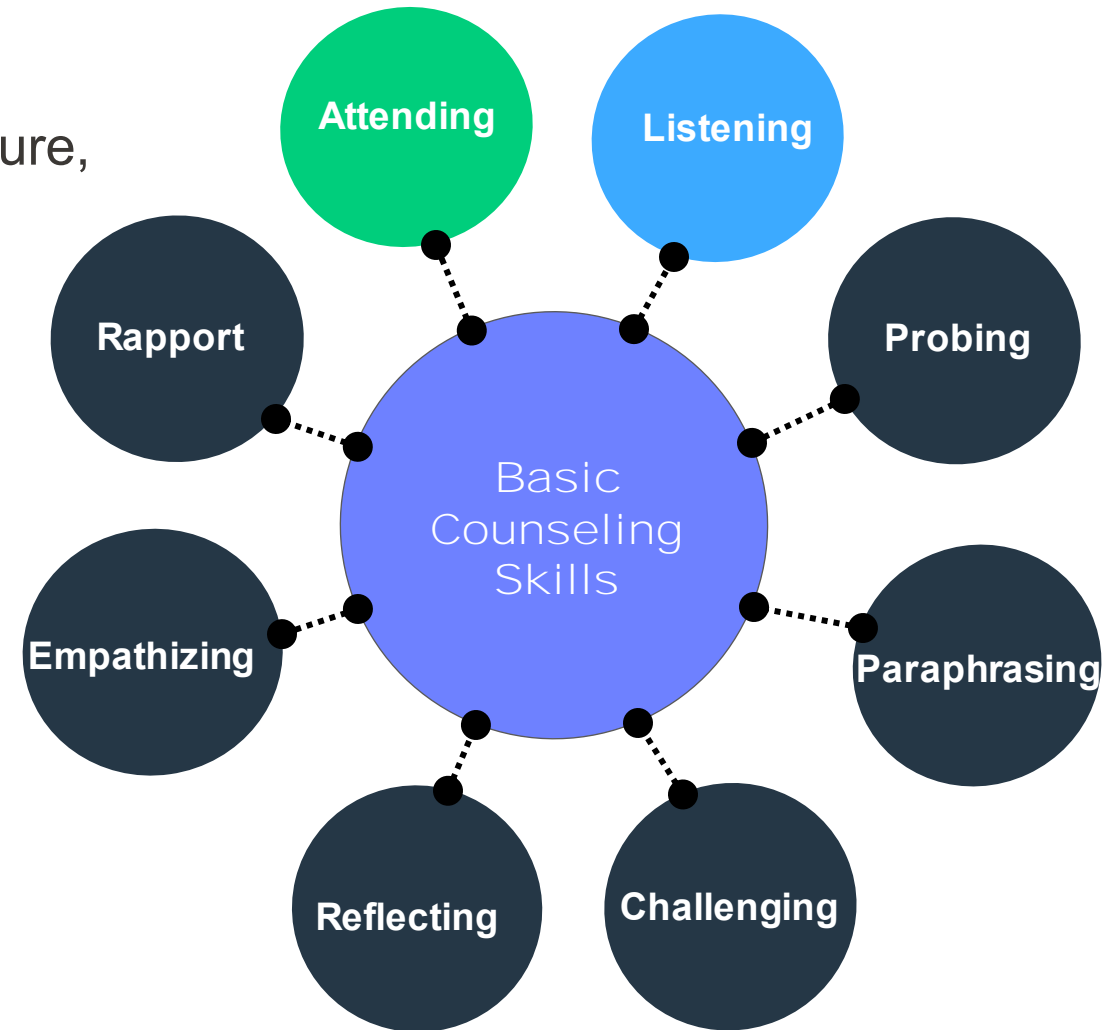 Attending
Listening
ure,
Rapport
Probing
Basic
Counseling
Skills
Empathizing
Paraphrasing
Reflecting
Challenging